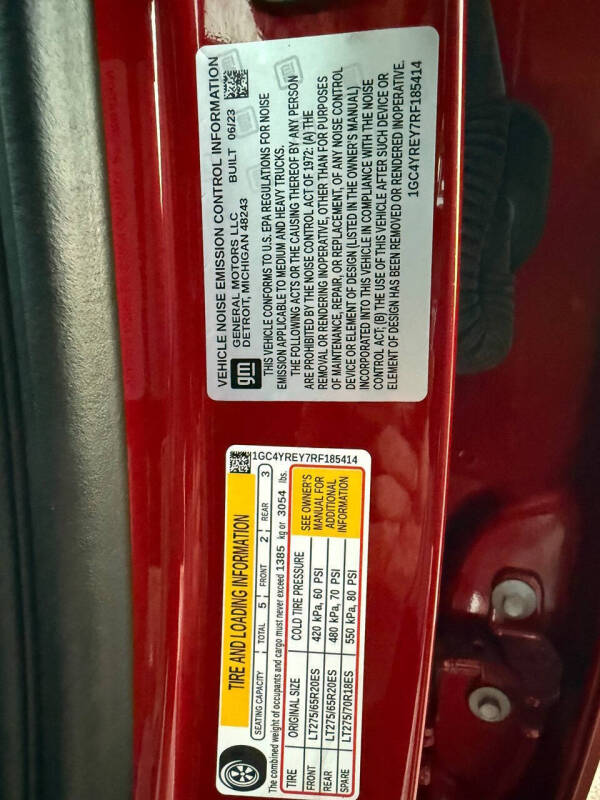 VEHICLE NOISE EMISSION CONTROL INFORMATION
gm
GENERAL MOTORS LLC BUILT 06/23
DETROIT, MICHIGAN 48243
THIS VEHICLE CONFORMS TO U.S. EPA REGULATIONS FOR NOISE
EMISSION APPLICABLE TO MEDIUM AND HEAVY TRUCKS.
THE FOLLOWING ACTS OR THE CAUSING THEREOF BY ANY PERSON
ARE PROHIBITED BY THE NOISE CONTROL ACT OF 1972: (A) THE
REMOVAL OR RENDERING INOPERATIVE, OTHER THAN FOR PURPOSES
OF MAINTENANCE, REPAIR, OR REPLACEMENT, OF ANY NOISE CONTROL
DEVICE OR ELEMENT OF DESIGN (LISTED IN THE OWNER'S MANUAL)
INCORPORATED INTO THIS VEHICLE IN COMPLIANCE WITH THE NOISE
CONTROL ACT; (B) THE USE OF THIS VEHICLE AFTER SUCH DEVICE OR
ELEMENT OF DESIGN HAS BEEN REMOVED OR RENDERED INOPERATIVE.
1GC4YREY7RF185414
1GC4YREY7RF185414
TIRE AND LOADING INFORMATION
SEATING CAPACITY TOTAL 5 FRONT 2 REAR 3
The combined weight of occupants and cargo must never exceed 1385 kg or 3054 lbs.
TIRE ORIGINAL SIZE COLD TIRE PRESSURE
FRONT LT275/65R20ES 420 kPa, 60 PSI
REAR LT275/65R20ES 480 kPa, 70 PSI
SPARE LT275/70R18ES 550 kPa, 80 PSI
SEE OWNER'S
MANUAL FOR
ADDITIONAL
INFORMATION